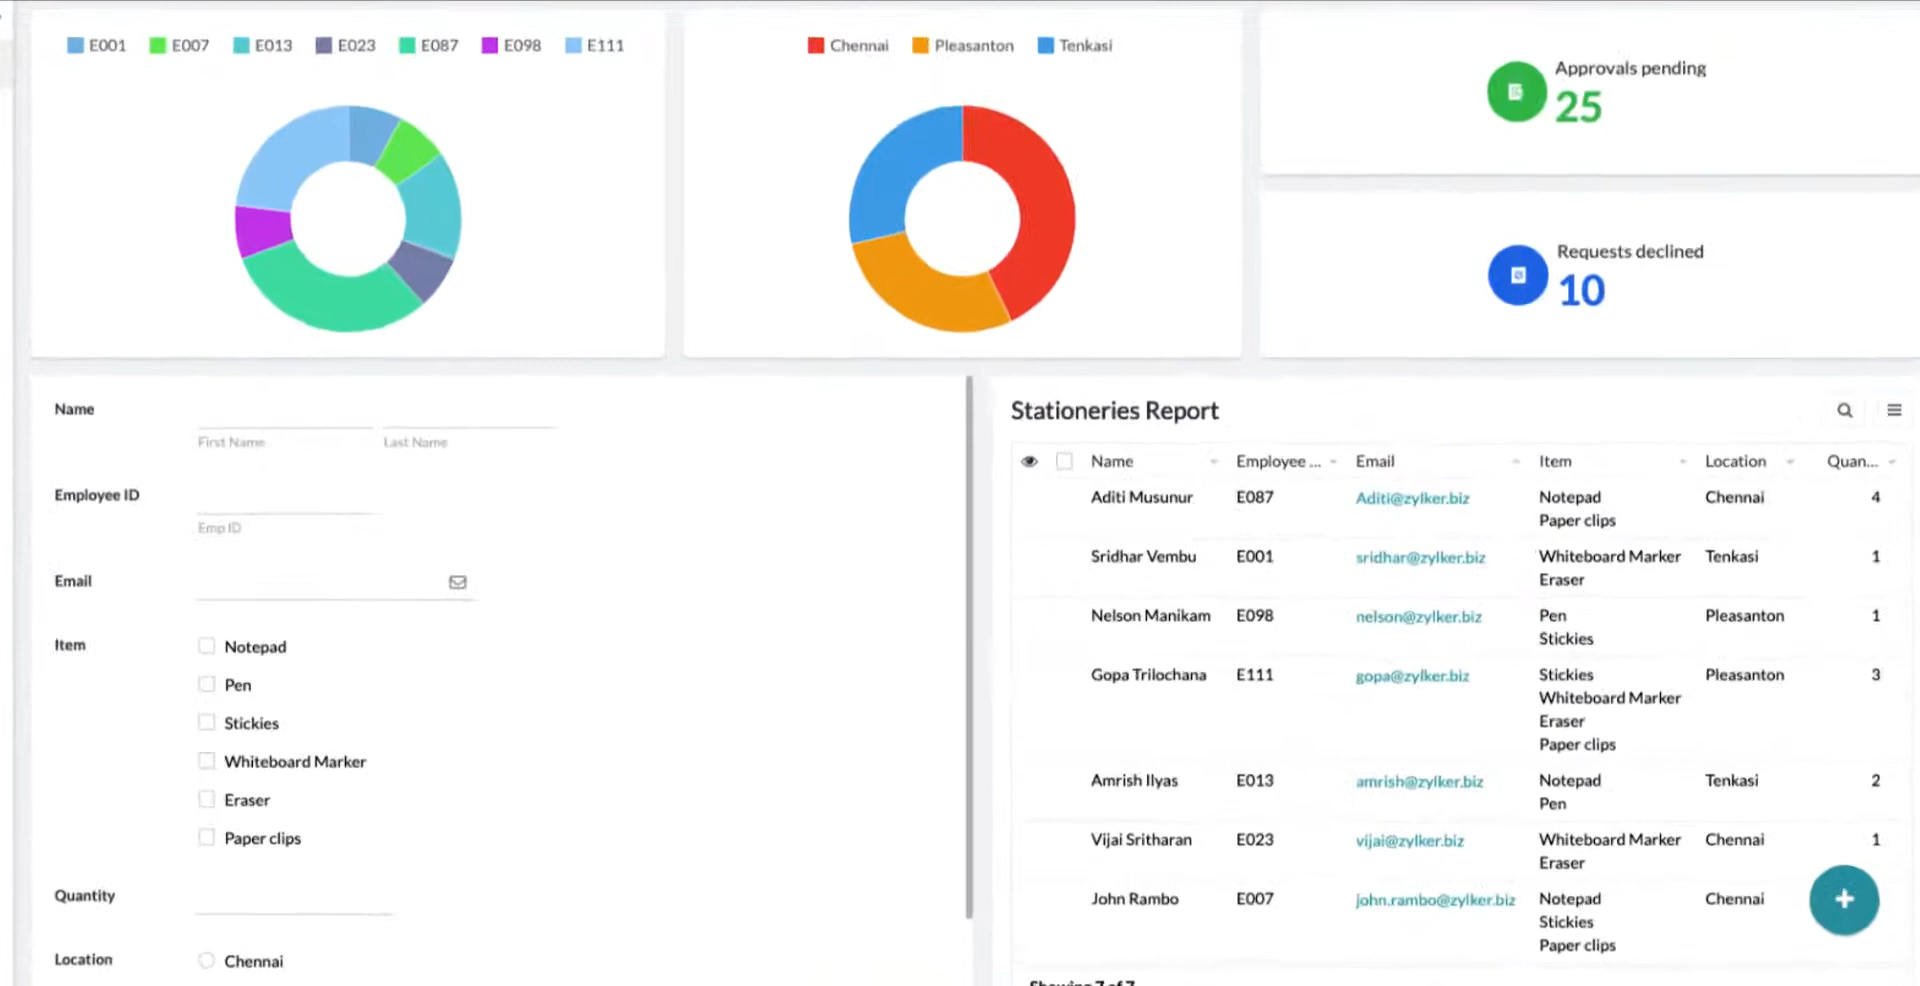 E001 E007 E013 E023 E087 E098 E111
Chennai Pleasanton Tenkasi
Approvals pending
25
Requests declined
10
Name
First Name Last Name
Employee ID
Emp ID
Email
Item
Notepad
Pen
Stickies
Whiteboard Marker
Eraser
Paper clips
Quantity
Location
Chennai
Stationeries Report
Name Employee ... Email Item Location Quan...
Aditi Musunur E087 Aditi@zylker.biz Notepad Chennai 4
Paper clips
Sridhar Vembu E001 sridhar@zylker.biz Whiteboard Marker Tenkasi 1
Eraser
Nelson Manikam E098 nelson@zylker.biz Pen Pleasanton 1
Stickies
Gopa Trilochana E111 gopa@zylker.biz Stickies Pleasanton 3
Whiteboard Marker
Eraser
Paper clips
Amrish Ilyas E013 amrish@zylker.biz Notepad Tenkasi 2
Pen
Vijai Sritharan E023 vijai@zylker.biz Whiteboard Marker Chennai 1
Eraser
John Rambo E007 john.rambo@zylker.biz Notepad Chennai
Stickies
Paper clips
Showing 7 of 7